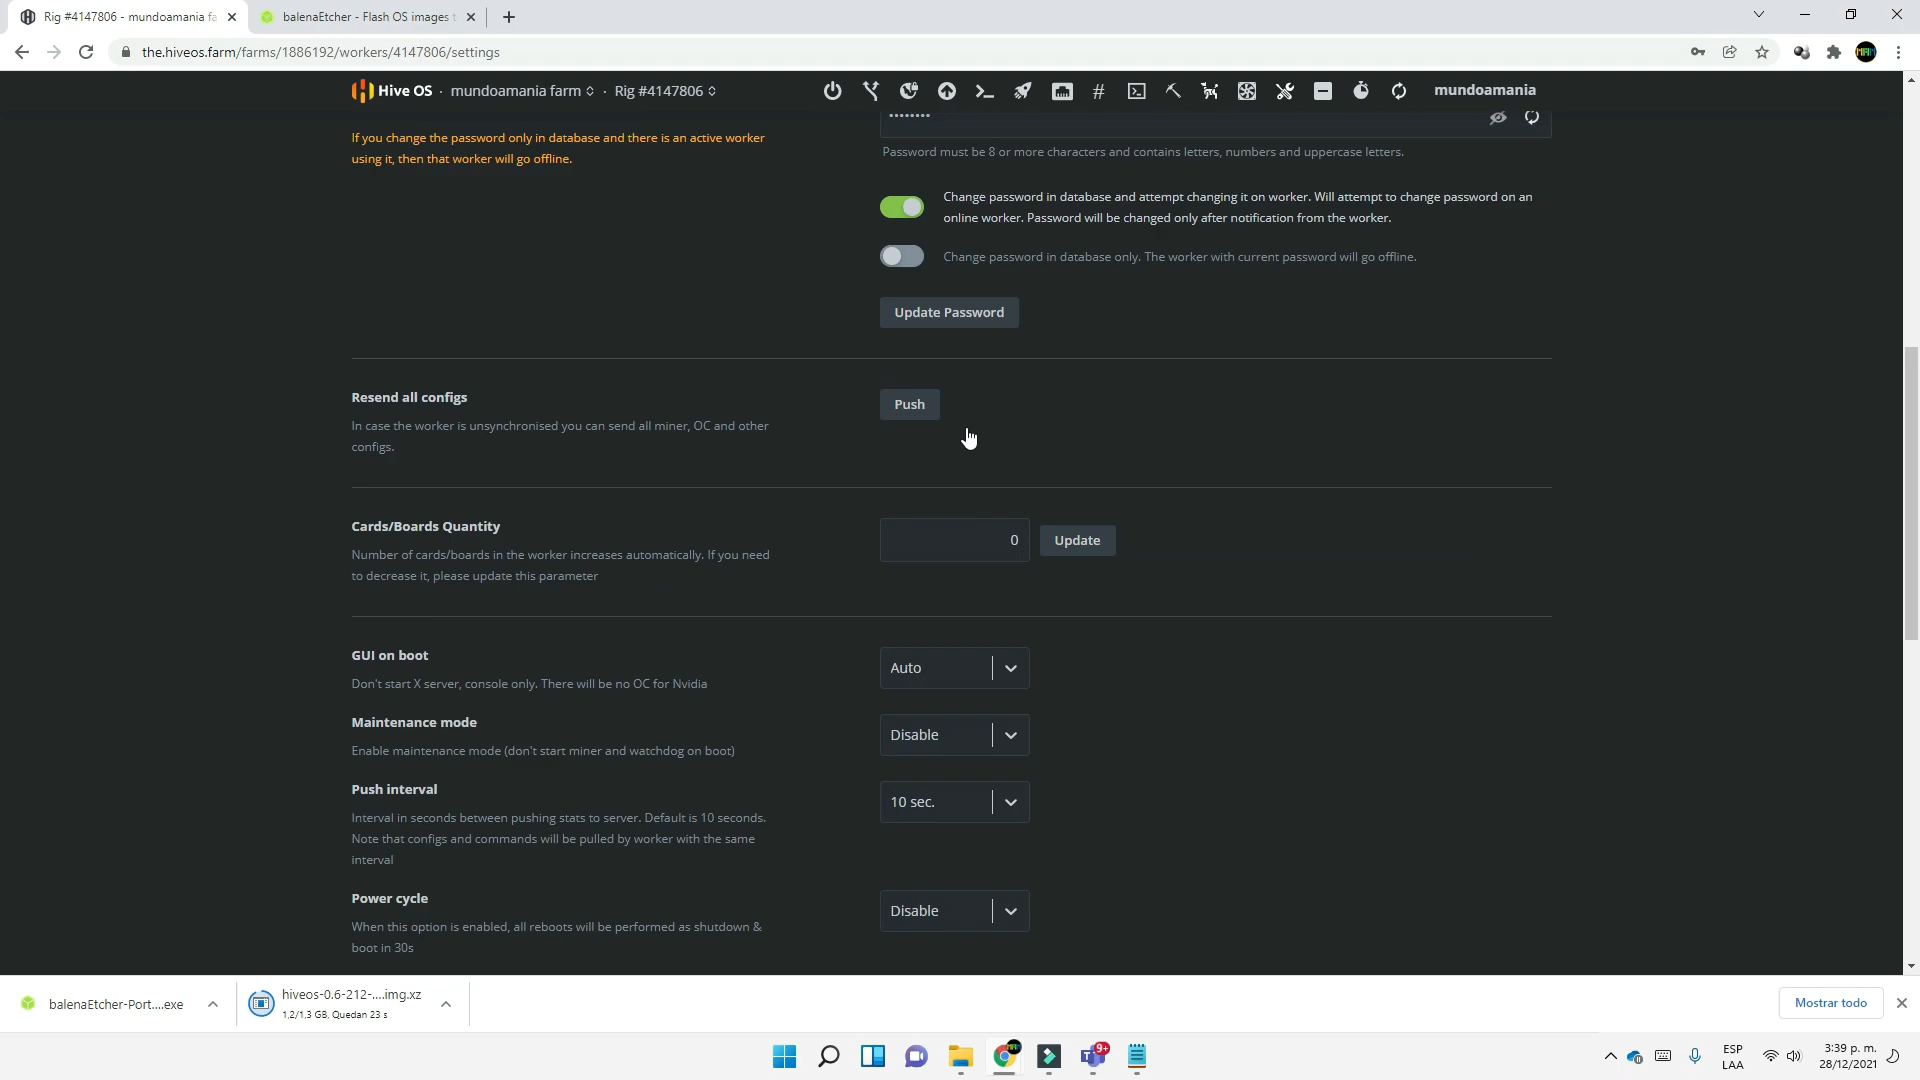 Rig #4147806 - mundoamania fa
balenaEtcher - Flash OS images t
the.hiveos.farm/farms/1886192/workers/4147806/settings
Hive OS · mundoamania farm · Rig #4147806
mundoamania
If you change the password only in database and there is an active worker
using it, then that worker will go offline.
••••••••
Password must be 8 or more characters and contains letters, numbers and uppercase letters.
Change password in database and attempt changing it on worker. Will attempt to change password on an
online worker. Password will be changed only after notification from the worker.
Change password in database only. The worker with current password will go offline.
Update Password
Resend all configs
Push
In case the worker is unsynchronised you can send all miner, OC and other
configs.
Cards/Boards Quantity
0
Update
Number of cards/boards in the worker increases automatically. If you need
to decrease it, please update this parameter
GUI on boot
Auto
Don't start X server, console only. There will be no OC for Nvidia
Maintenance mode
Disable
Enable maintenance mode (don't start miner and watchdog on boot)
Push interval
10 sec.
Interval in seconds between pushing stats to server. Default is 10 seconds.
Note that configs and commands will be pulled by worker with the same
interval
Power cycle
Disable
When this option is enabled, all reboots will be performed as shutdown &
boot in 30s
balenaEtcher-Port....exe
hiveos-0.6-212-....img.xz
1,2/1,3 GB, Quedan 23 s
Mostrar todo
9+
ESP
LAA
3:39 p. m.
28/12/2021